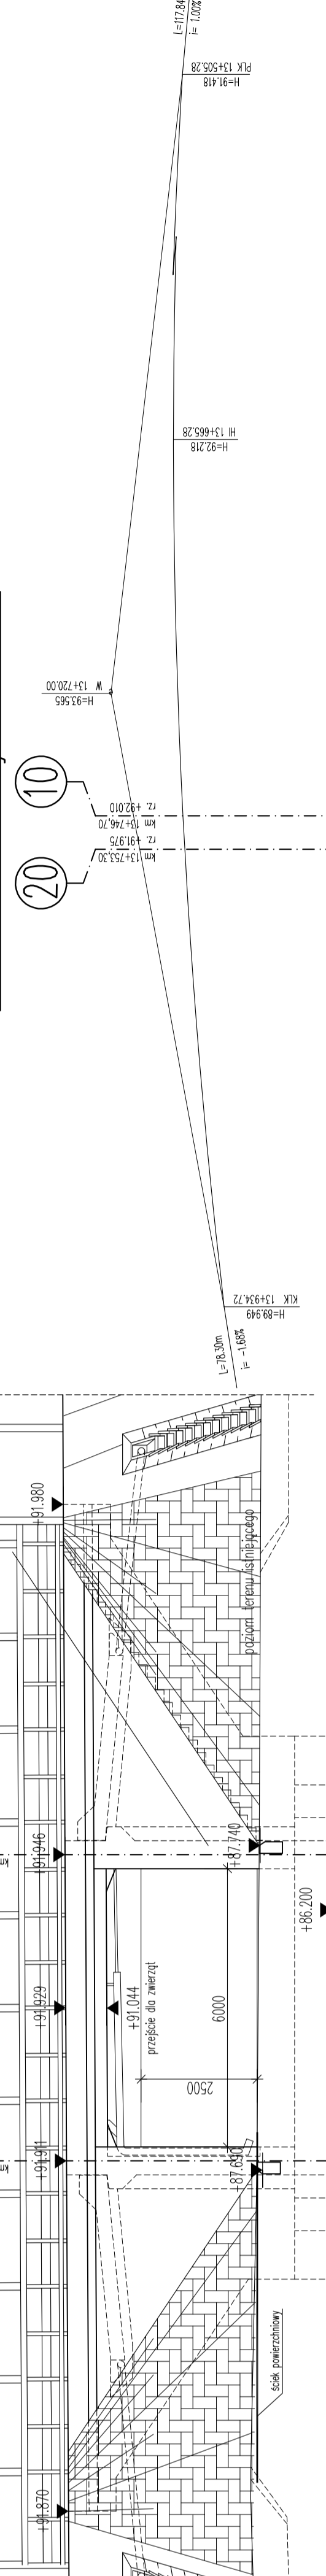 L=117.84
i= 1.00%
PLK 13+505.28
H=91.418
HI 13+665.28
H=92.218
W 13+720.00
H=93.565
10
rz. +92.010
km 13+746,70
20
rz. +91.975
km 13+753,30
KLK 13+934.72
H=89.949
L=78.30m
i= -1.68%
+91.980
poziom terenu istniejącego
km
+91.946
+87.740
+86.200
+91.929
+91.044
przejście dla zwierząt
6000
2500
km
+91.911
+87.690
ściek powierzchniowy
+91.870